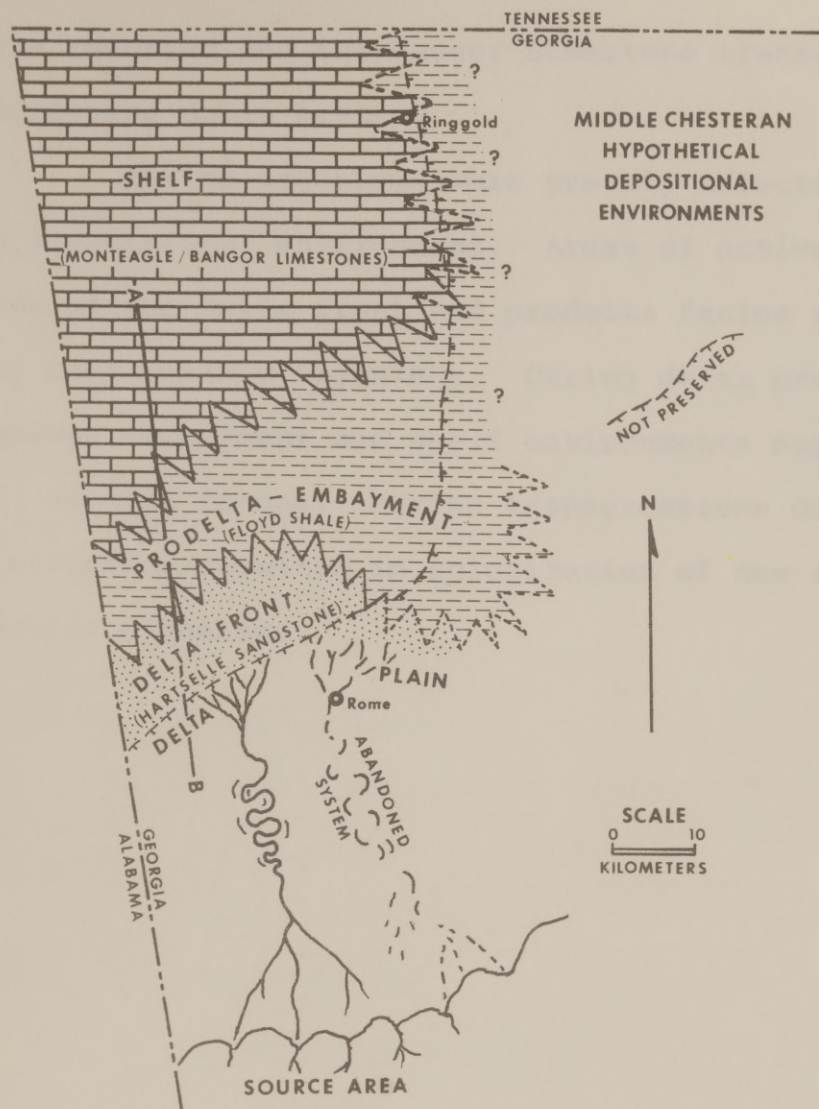 TENNESSEE
GEORGIA
Ringgold
MIDDLE CHESTERAN
HYPOTHETICAL
DEPOSITIONAL
ENVIRONMENTS
SHELF
(MONTEAGLE / BANGOR LIMESTONES)
A
?
?
?
?
NOT PRESERVED
PRODELTA – EMBAYMENT
(FLOYD SHALE)
N
DELTA FRONT
(HARTSELLE SANDSTONE)
DELTA PLAIN
Rome
B
ABANDONED
SYSTEM
SCALE
0 10
KILOMETERS
GEORGIA
ALABAMA
SOURCE AREA